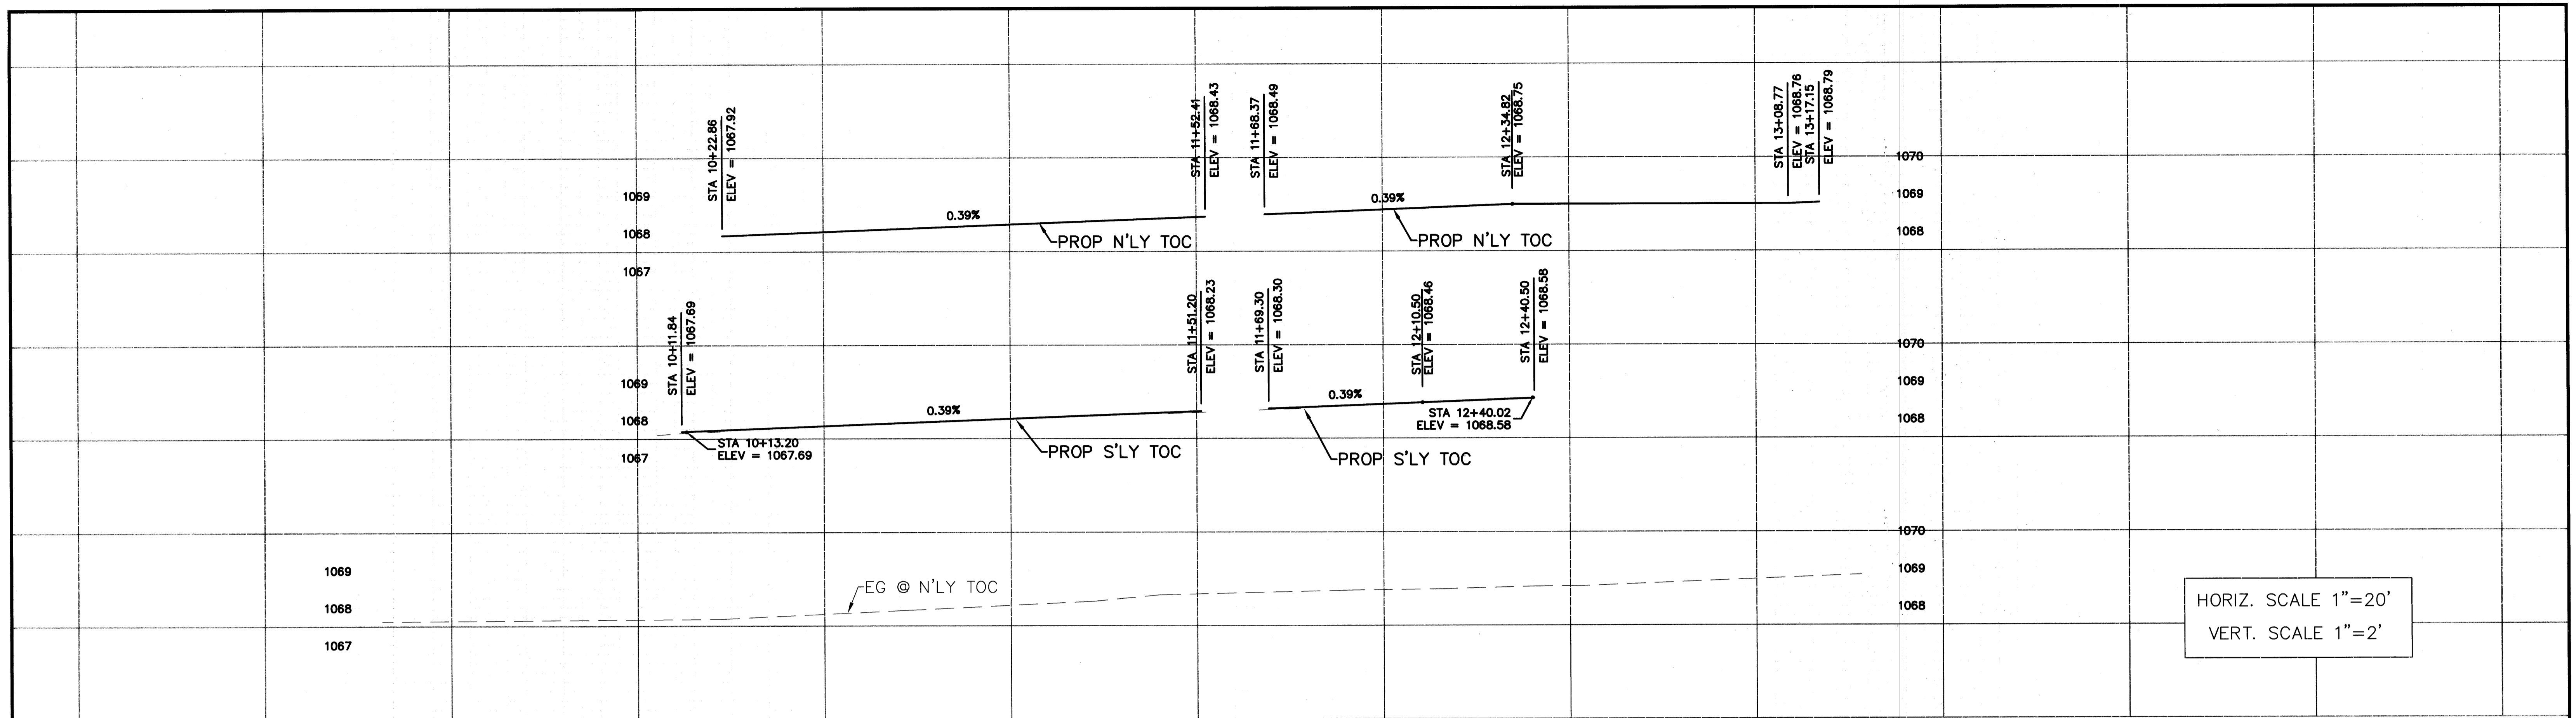 STA 10+22.86
ELEV = 1067.92
STA 11+52.41
ELEV = 1068.43
STA 11+68.37
ELEV = 1068.49
STA 12+34.82
ELEV = 1068.75
STA 13+08.77
ELEV = 1068.76
STA 13+17.15
ELEV = 1068.79
1070
1069
1069
0.39%
0.39%
1068
1068
PROP N'LY TOC
PROP N'LY TOC
1067
STA 10+11.84
ELEV = 1067.69
STA 11+51.20
ELEV = 1068.23
STA 11+69.30
ELEV = 1068.30
STA 12+10.50
ELEV = 1068.46
STA 12+40.50
ELEV = 1068.58
1070
1069
1069
0.39%
0.39%
1068
1068
STA 12+40.02
ELEV = 1068.58
STA 10+13.20
ELEV = 1067.69
PROP S'LY TOC
PROP S'LY TOC
1067
1070
1069
1069
EG @ N'LY TOC
1068
1068
1067
HORIZ. SCALE 1"=20'
VERT. SCALE 1"=2'